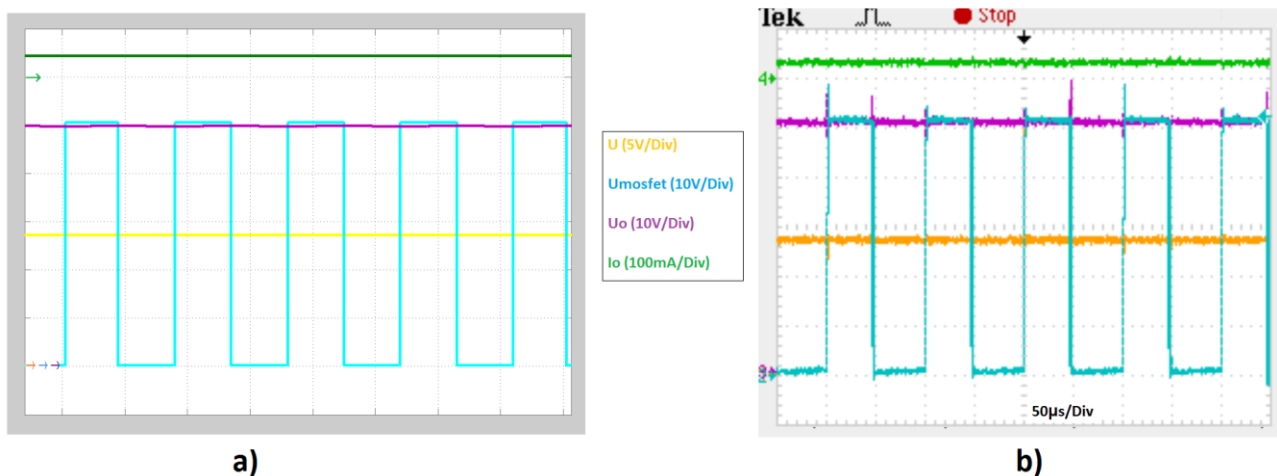 Tek
Stop
U (5V/Div)
Umosfet (10V/Div)
Uo (10V/Div)
Io (100mA/Div)
4
50µs/Div
a)
b)